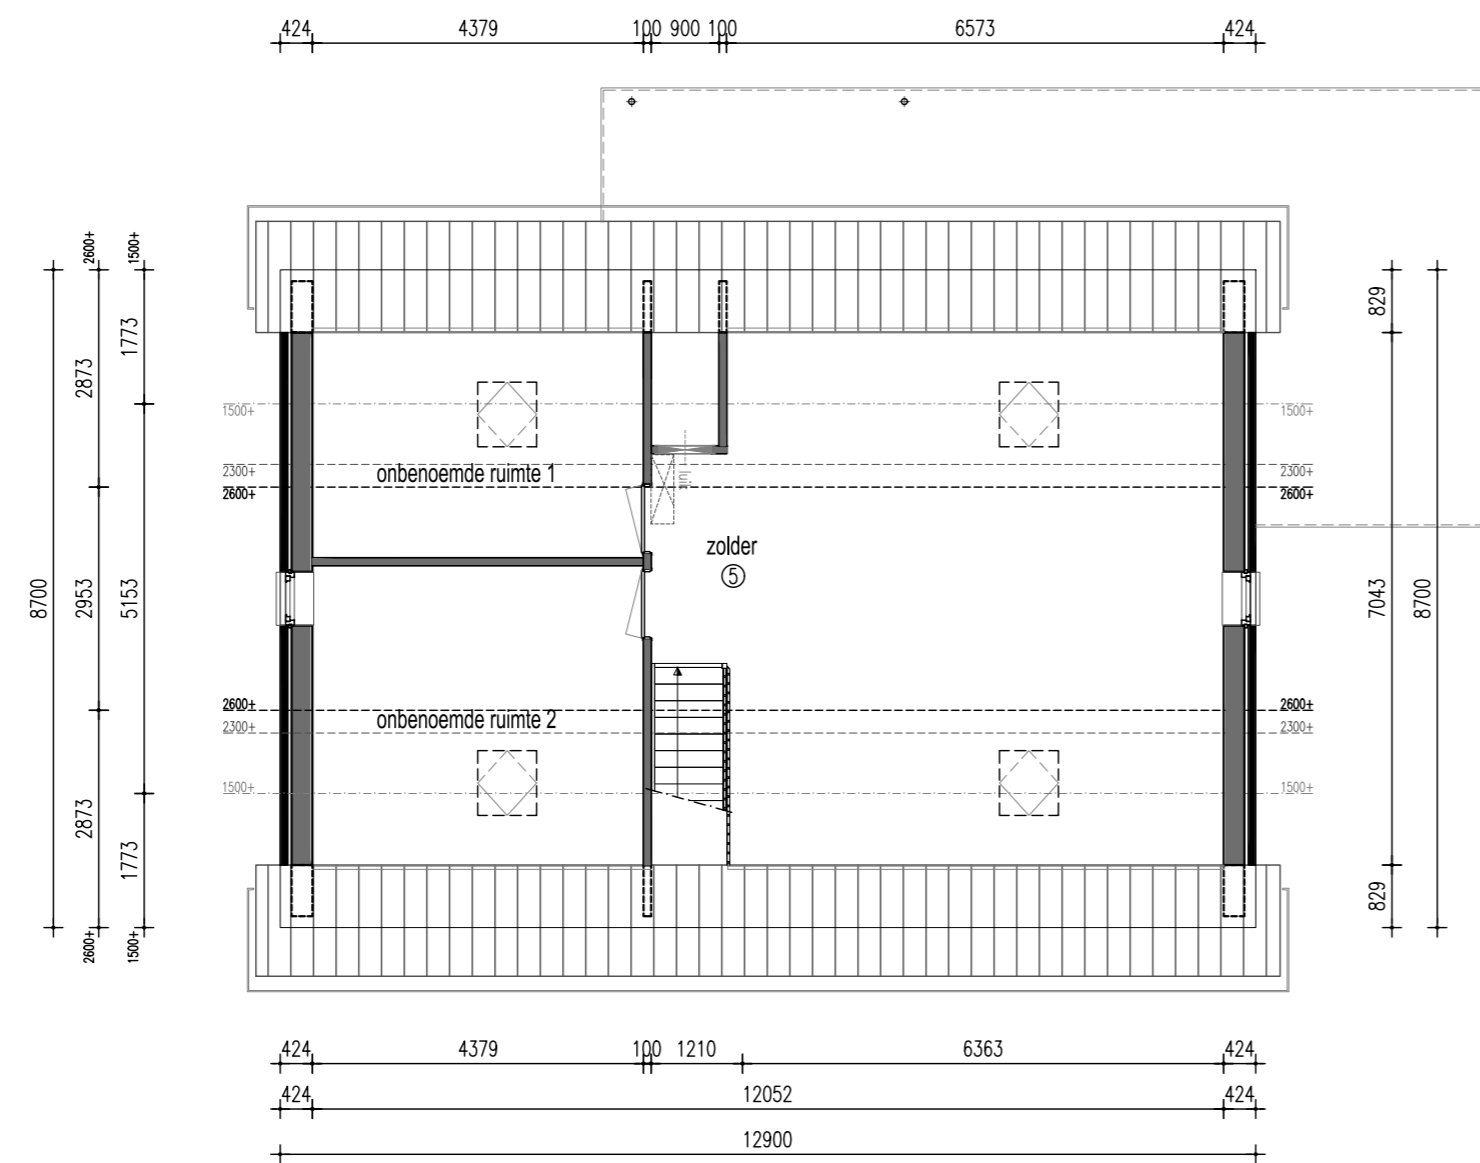 424 4379 100 900 100 6573 424
2600+ 1500+
1500+ 1500+
2300+ 2300+
2600+ 2600+
onbenoemde ruimte 1
luik
zolder
5
2600+ 2600+
2300+ 2300+
onbenoemde ruimte 2
1500+ 1500+
8700
2873 2953 2873
1773 5153 1773
2600+ 1500+
829 7043 829
8700
424 4379 100 1210 6363 424
424 12052 424
12900